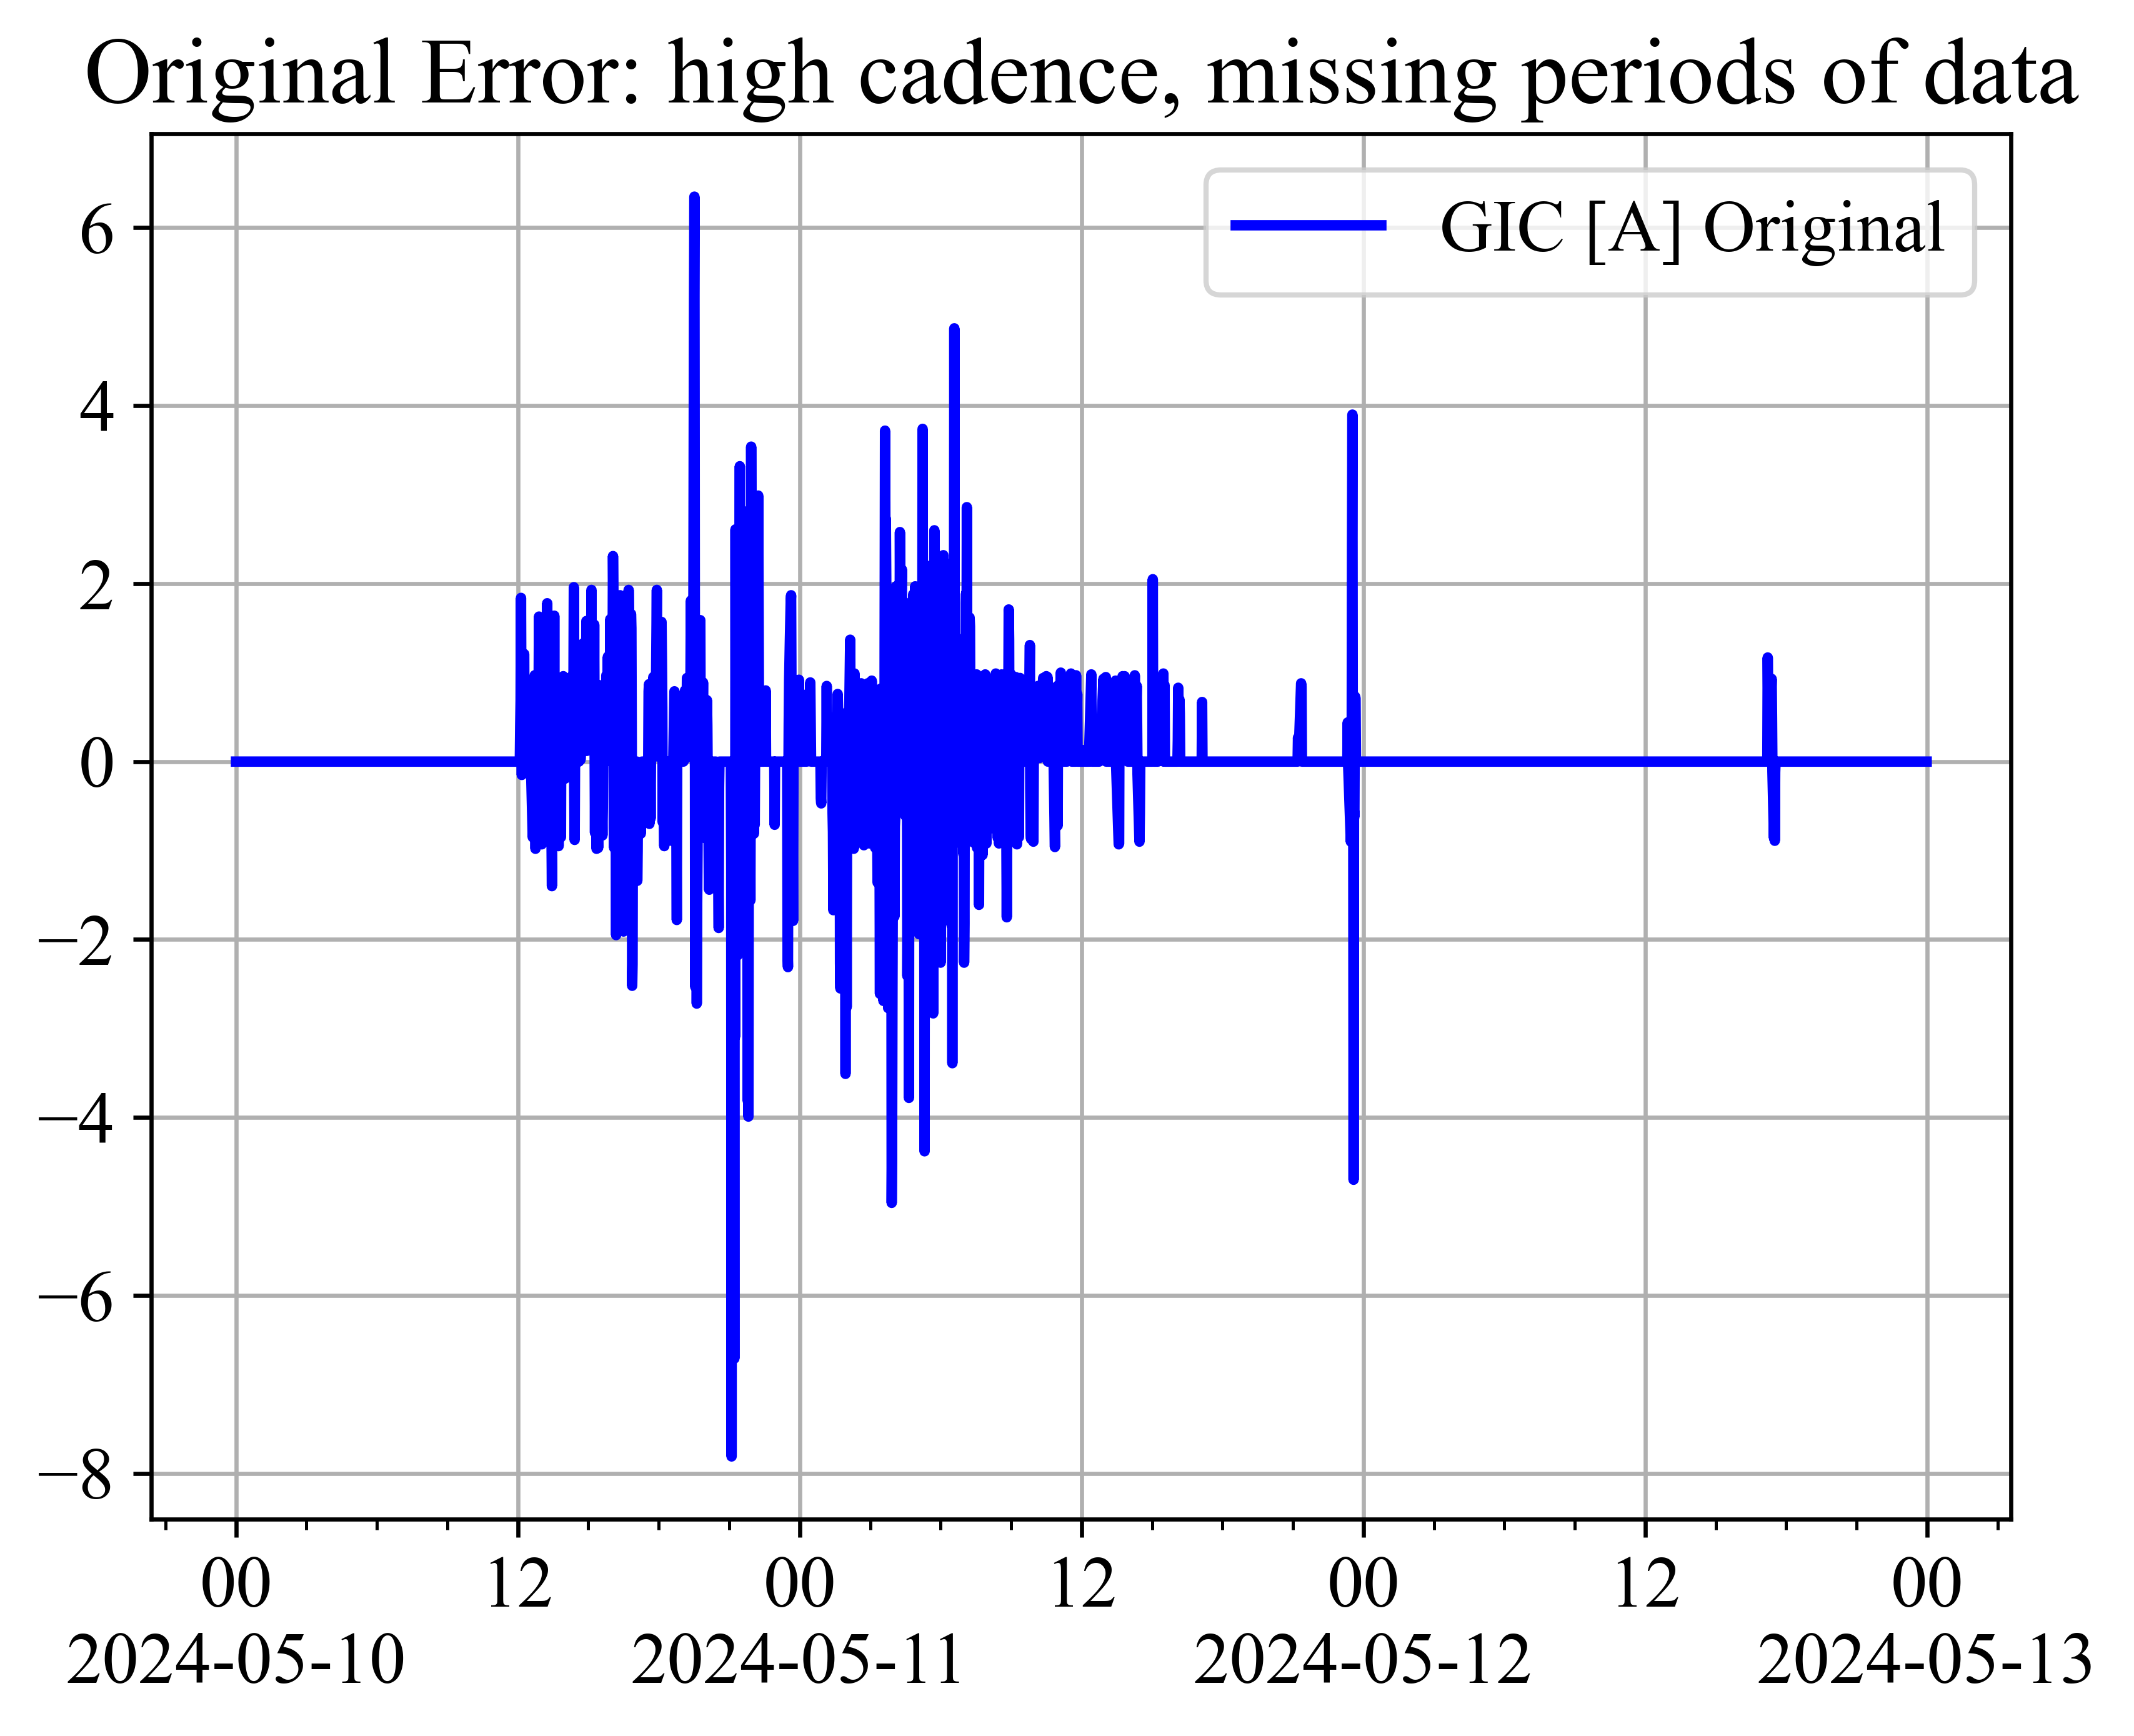 Original Error: high cadence, missing periods of data
GIC [A] Original
6
4
2
0
−2
−4
−6
−8
00 12 00 12 00 12 00
2024-05-10 2024-05-11 2024-05-12 2024-05-13